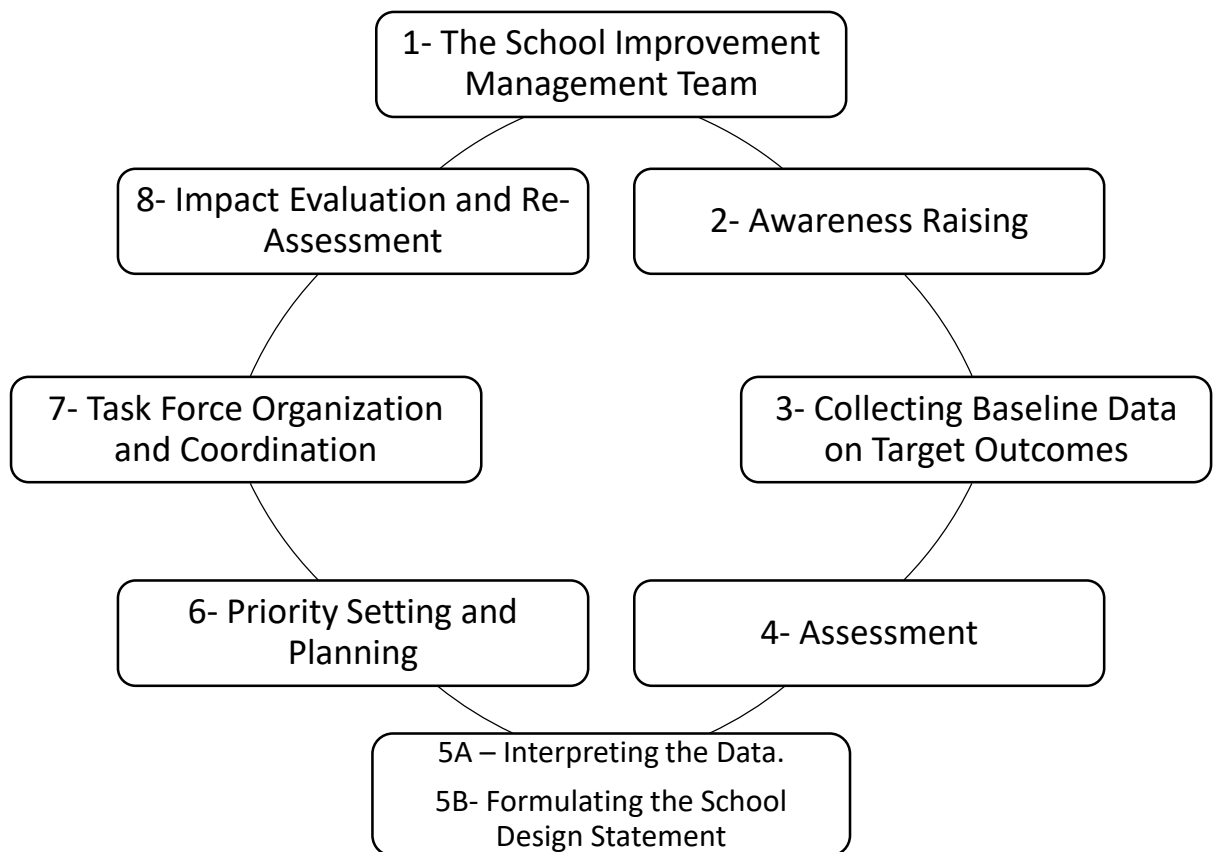 1- The School Improvement
Management Team
2- Awareness Raising
3- Collecting Baseline Data
on Target Outcomes
4- Assessment
5A – Interpreting the Data.
5B- Formulating the School
Design Statement
6- Priority Setting and
Planning
7- Task Force Organization
and Coordination
8- Impact Evaluation and Re-
Assessment